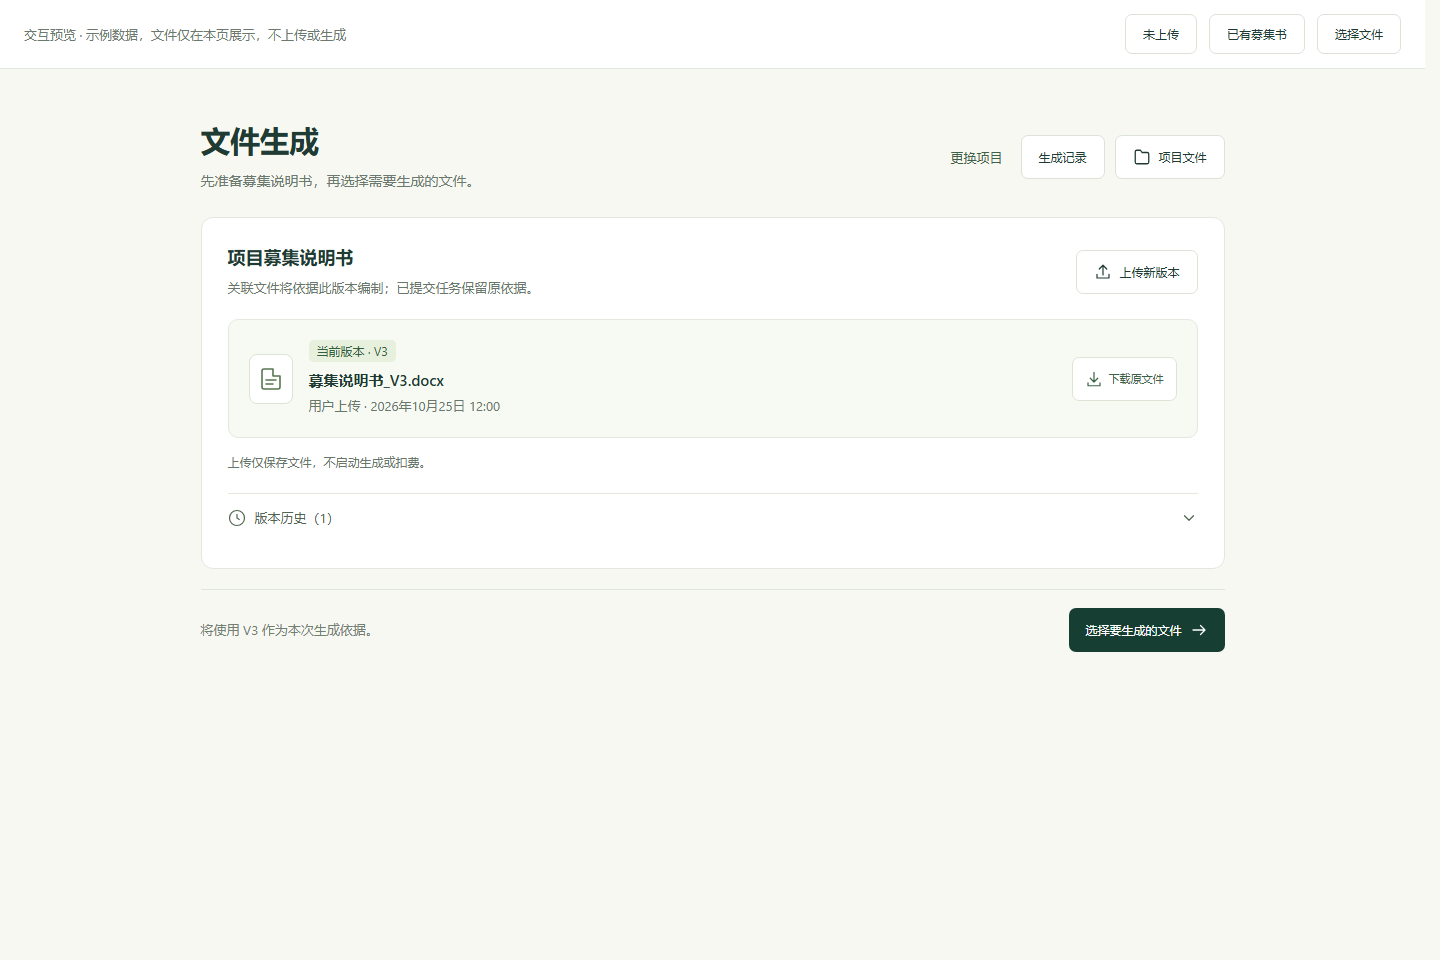 交互预览 · 示例数据，文件仅在本页展示，不上传或生成
未上传
已有募集书
选择文件
文件生成
先准备募集说明书，再选择需要生成的文件。
更换项目
生成记录
项目文件
项目募集说明书
关联文件将依据此版本编制；已提交任务保留原依据。
上传新版本
当前版本 · V3
募集说明书_V3.docx
用户上传 · 2026年10月25日 12:00
下载原文件
上传仅保存文件，不启动生成或扣费。
版本历史（1）
将使用 V3 作为本次生成依据。
选择要生成的文件